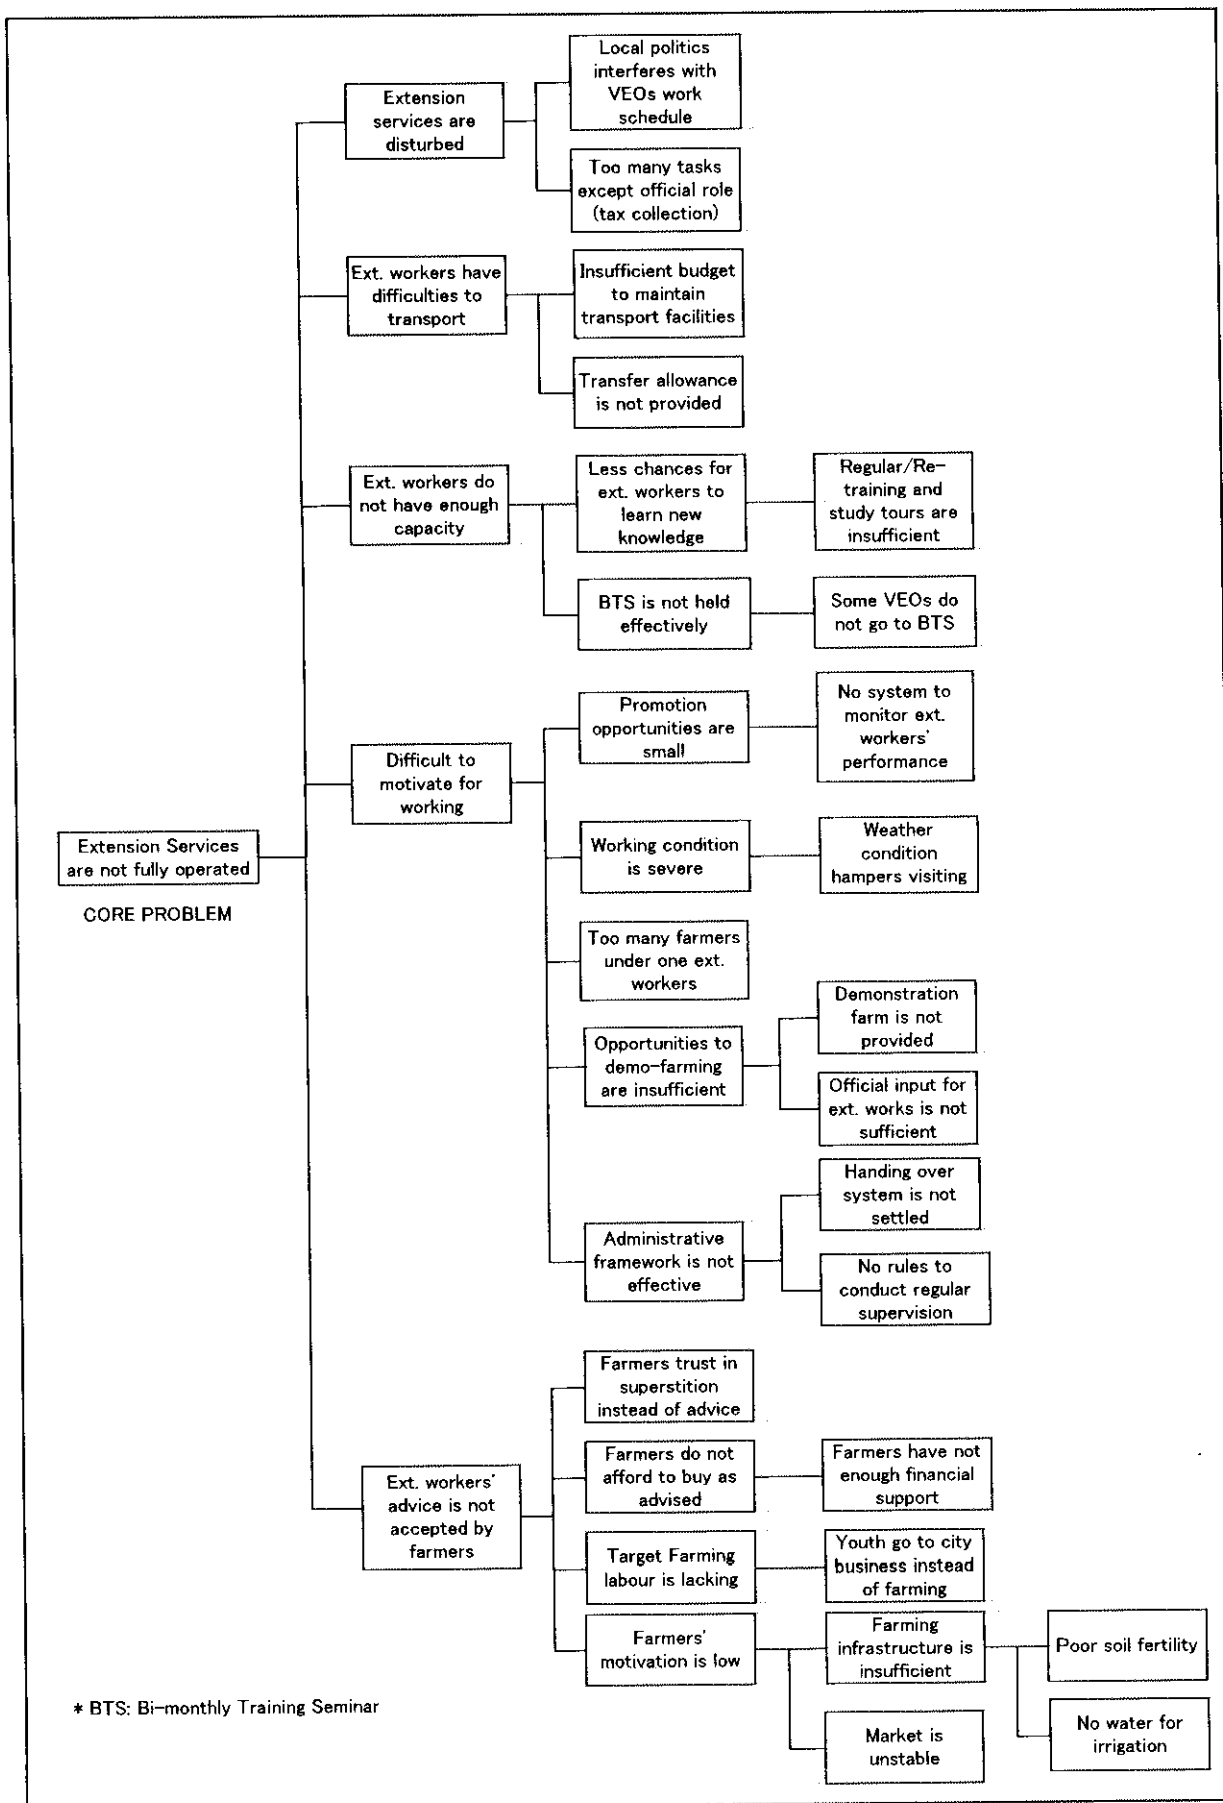 Local politics
interferes with
VEOs work
schedule
Extension
services are
disturbed
Too many tasks
except official role
(tax collection)
Ext. workers have
difficulties to
transport
Insufficient budget
to maintain
transport facilities
Transfer allowance
is not provided
Ext. workers do
not have enough
capacity
Less chances for
ext. workers to
learn new
knowledge
Regular/Re-
training and
study tours are
insufficient
BTS is not held
effectively
Some VEOs do
not go to BTS
Difficult to
motivate for
working
Promotion
opportunities are
small
No system to
monitor ext.
workers'
performance
Extension Services
are not fully operated
CORE PROBLEM
Working condition
is severe
Weather
condition
hampers visiting
Too many farmers
under one ext.
workers
Opportunities to
demo-farming
are insufficient
Demonstration
farm is not
provided
Official input for
ext. works is not
sufficient
Administrative
framework is not
effective
Handing over
system is not
settled
No rules to
conduct regular
supervision
Ext. workers'
advice is not
accepted by
farmers
Farmers trust in
superstition
instead of advice
Farmers do not
afford to buy as
advised
Farmers have not
enough financial
support
Target Farming
labour is lacking
Youth go to city
business instead
of farming
Farmers'
motivation is low
Farming
infrastructure is
insufficient
Poor soil fertility
No water for
irrigation
Market is
unstable
* BTS: Bi-monthly Training Seminar